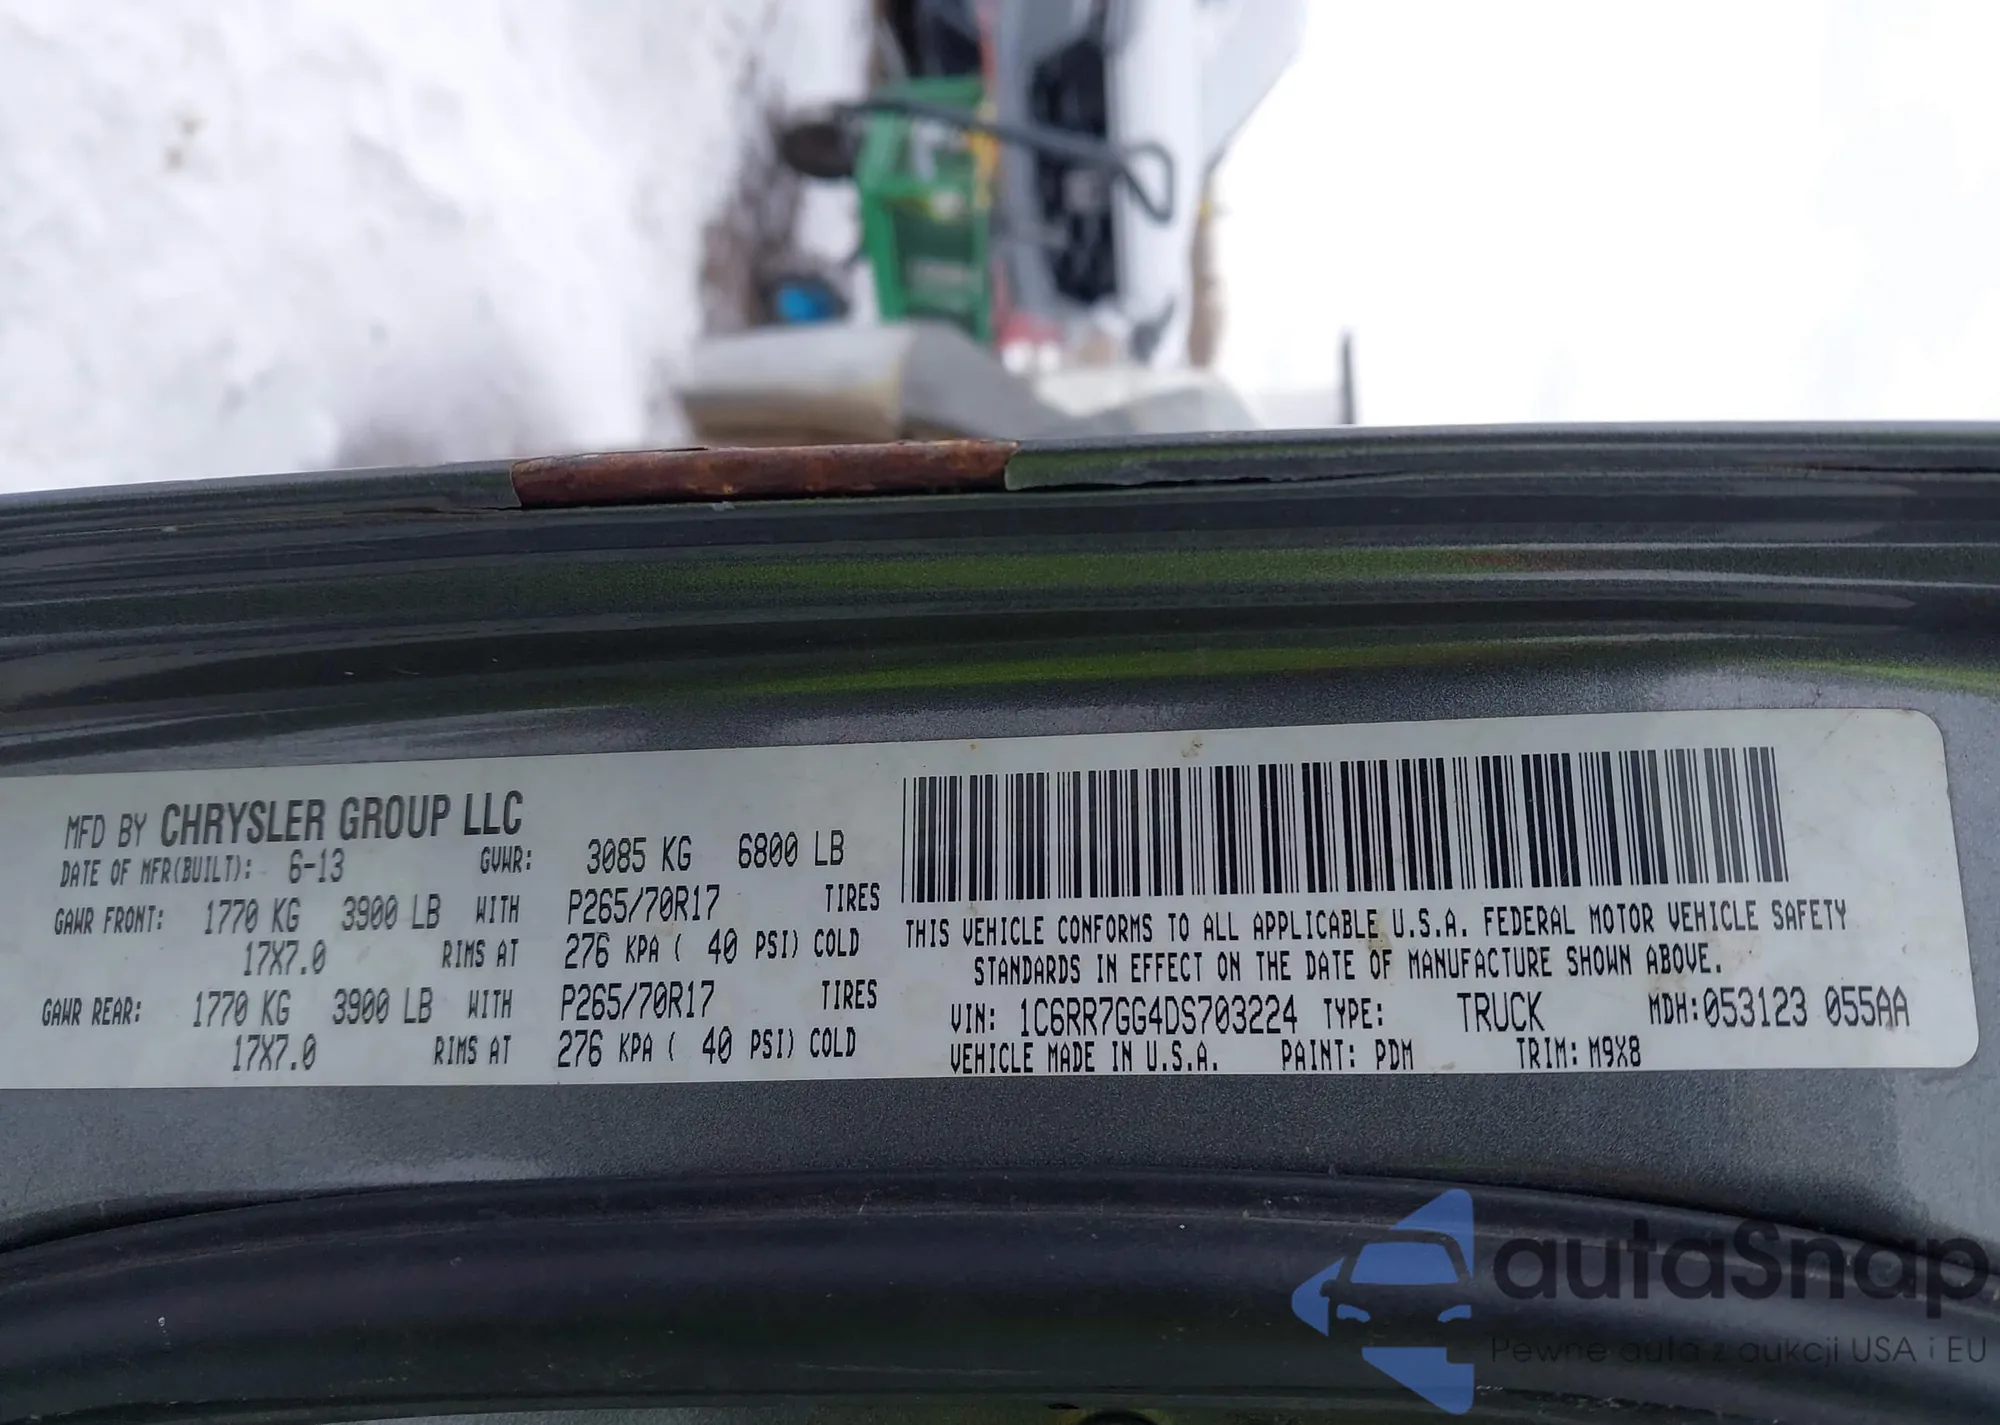 MFD BY CHRYSLER GROUP LLC
DATE OF MFR(BUILT): 6-13 GVWR: 3085 KG 6800 LB
GAWR FRONT: 1770 KG 3900 LB WITH P265/70R17 TIRES
17X7.0 RIMS AT 276 KPA ( 40 PSI) COLD
GAWR REAR: 1770 KG 3900 LB WITH P265/70R17 TIRES
17X7.0 RIMS AT 276 KPA ( 40 PSI) COLD
THIS VEHICLE CONFORMS TO ALL APPLICABLE U.S.A. FEDERAL MOTOR VEHICLE SAFETY
STANDARDS IN EFFECT ON THE DATE OF MANUFACTURE SHOWN ABOVE.
VIN: 1C6RR7GG4DS703224 TYPE: TRUCK MDH:053123 055AA
VEHICLE MADE IN U.S.A. PAINT: PDM TRIM: M9X8
autaSnap
Pewne auta z aukcji USA i EU